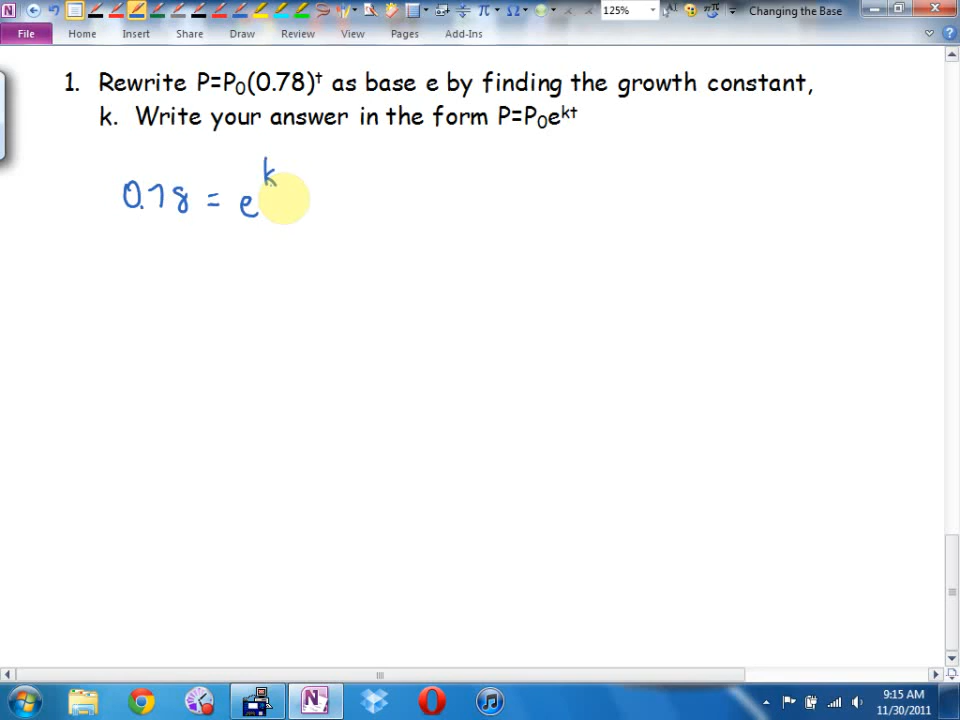 125% Changing the Base
File Home Insert Share Draw Review View Pages Add-Ins
1. Rewrite P=P₀(0.78)ᵗ as base e by finding the growth constant,
k. Write your answer in the form P=P₀eᵏᵗ
0.78 = eᵏ
9:15 AM
11/30/2011